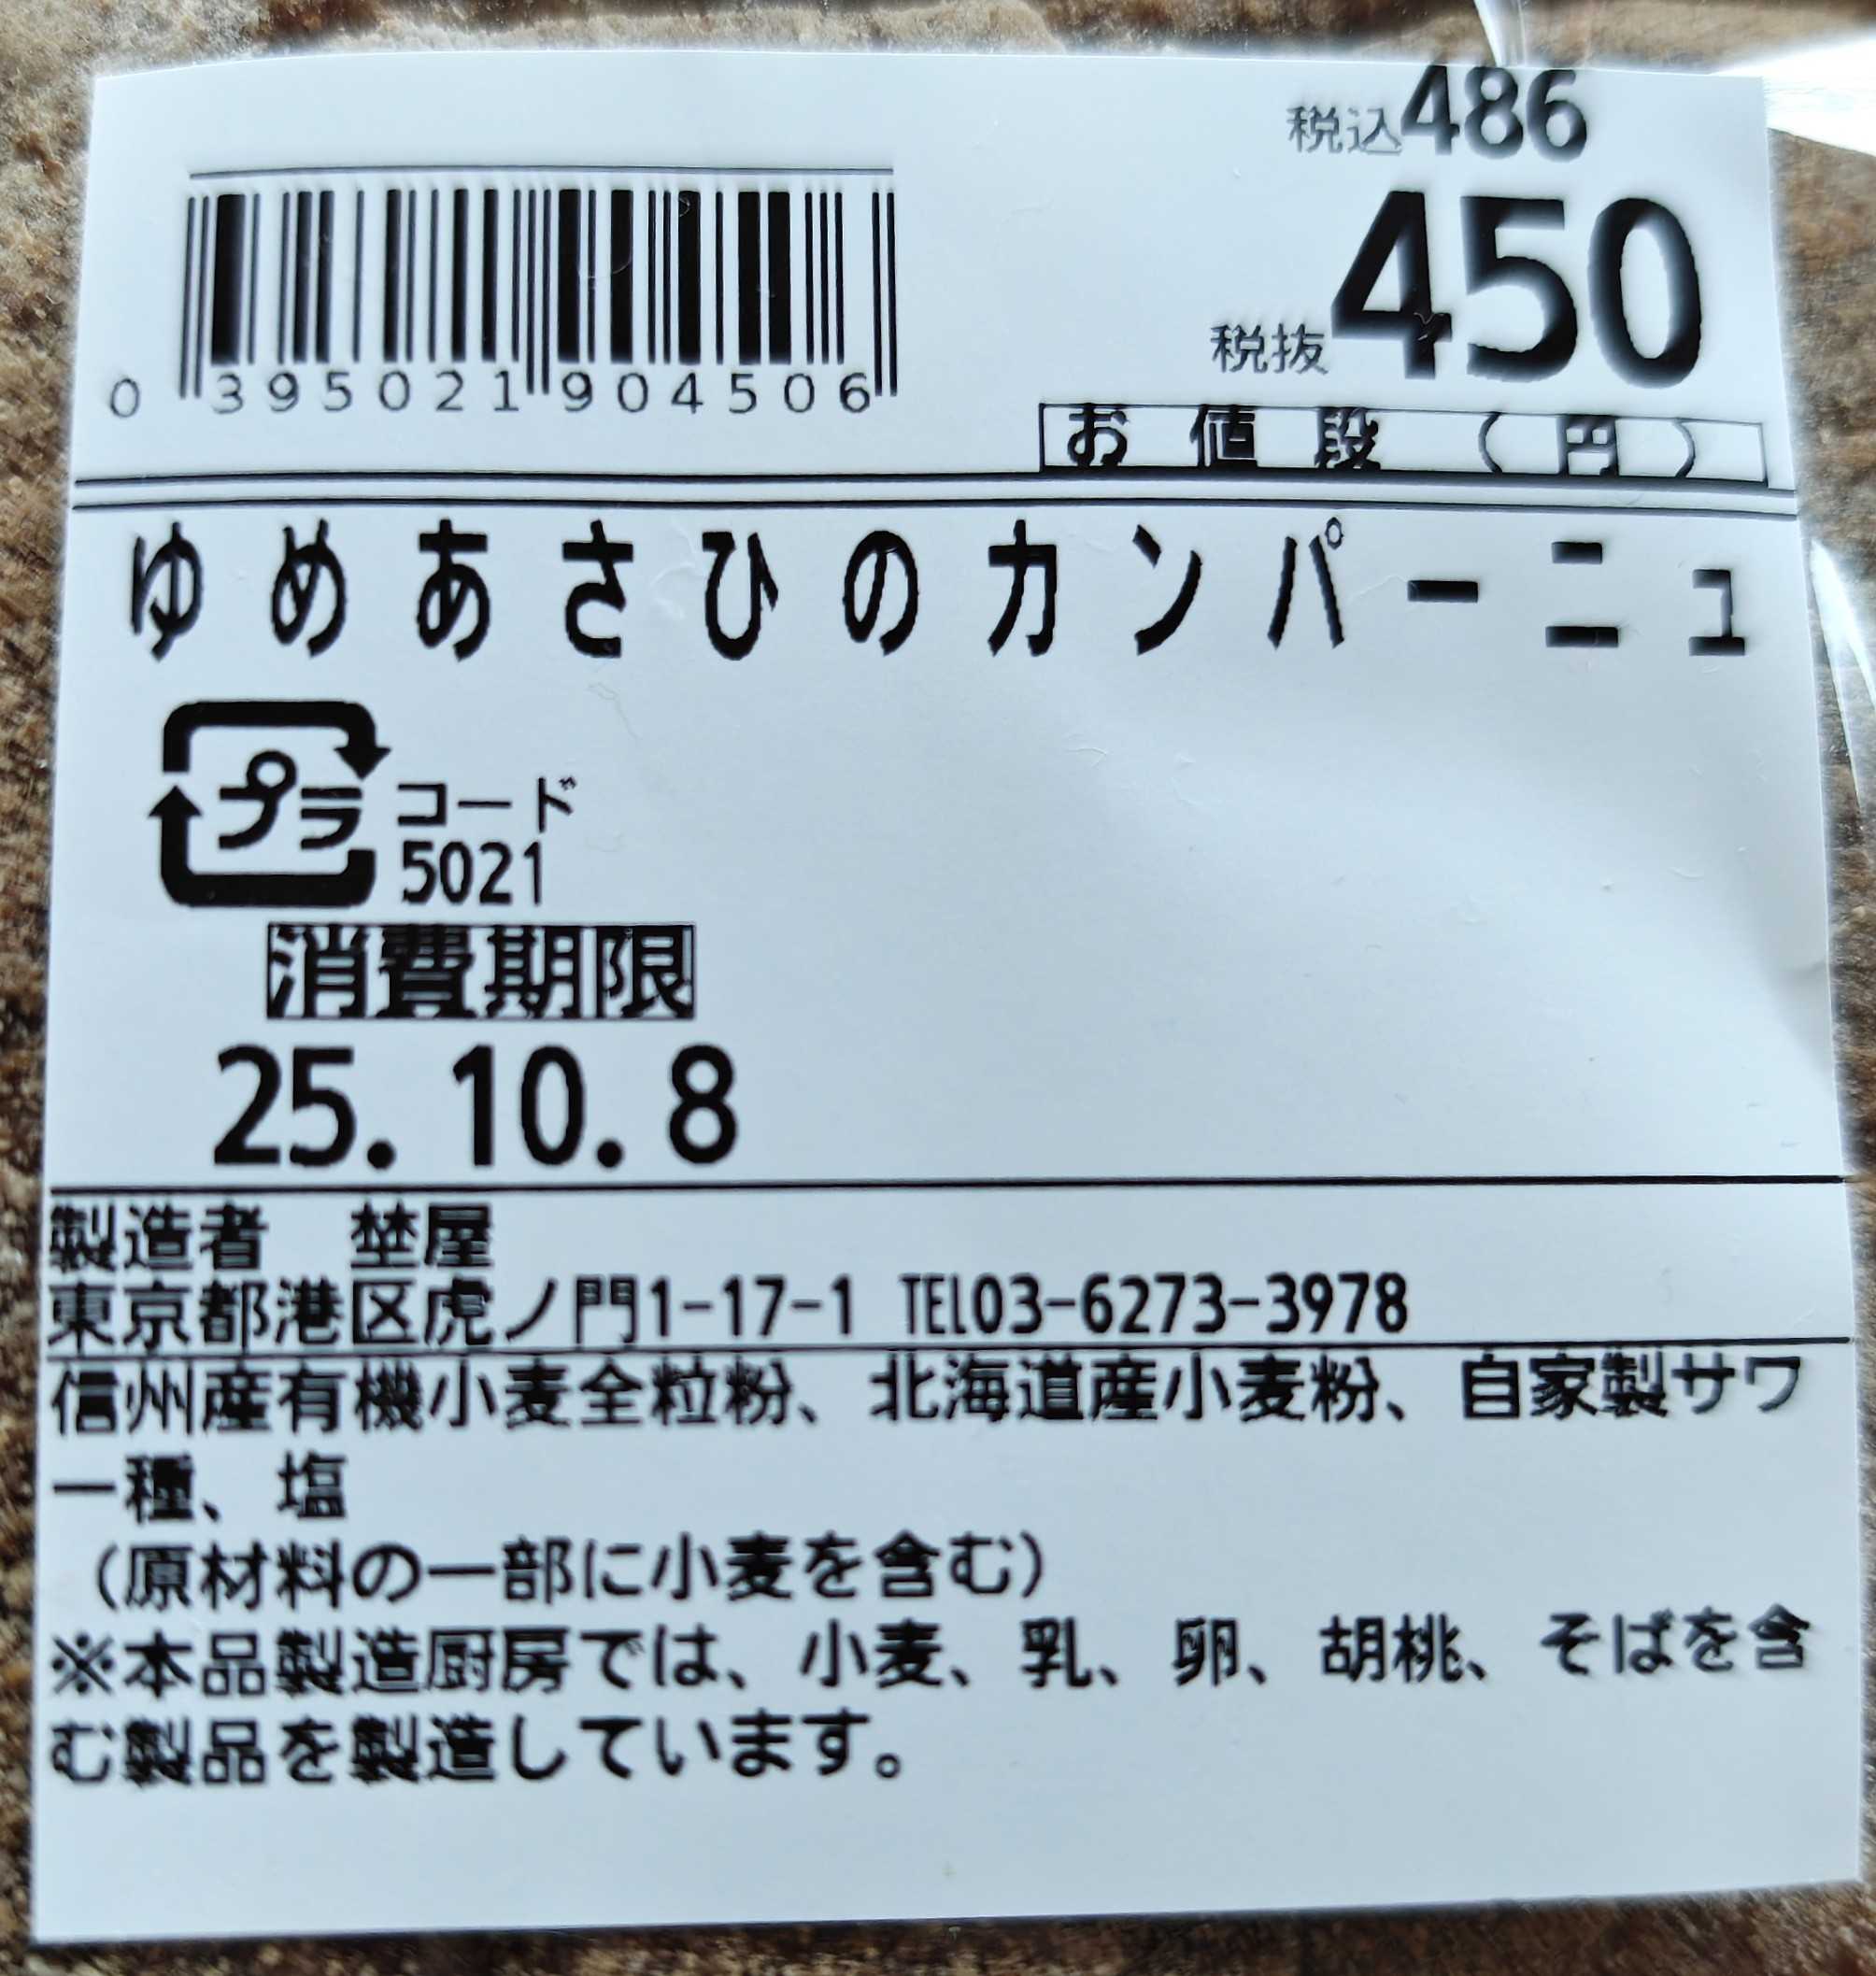 税込486
税抜450
お値段(円)
0 395021 904506
ゆめあさひのカンパーニュ
プラ
コード
5021
消費期限
25.10.8
製造者 埜屋
東京都港区虎ノ門1-17-1 TEL03-6273-3978
信州産有機小麦全粒粉、北海道産小麦粉、自家製サワ
ー種、塩
(原材料の一部に小麦を含む)
※本品製造厨房では、小麦、乳、卵、胡桃、そばを含
む製品を製造しています。